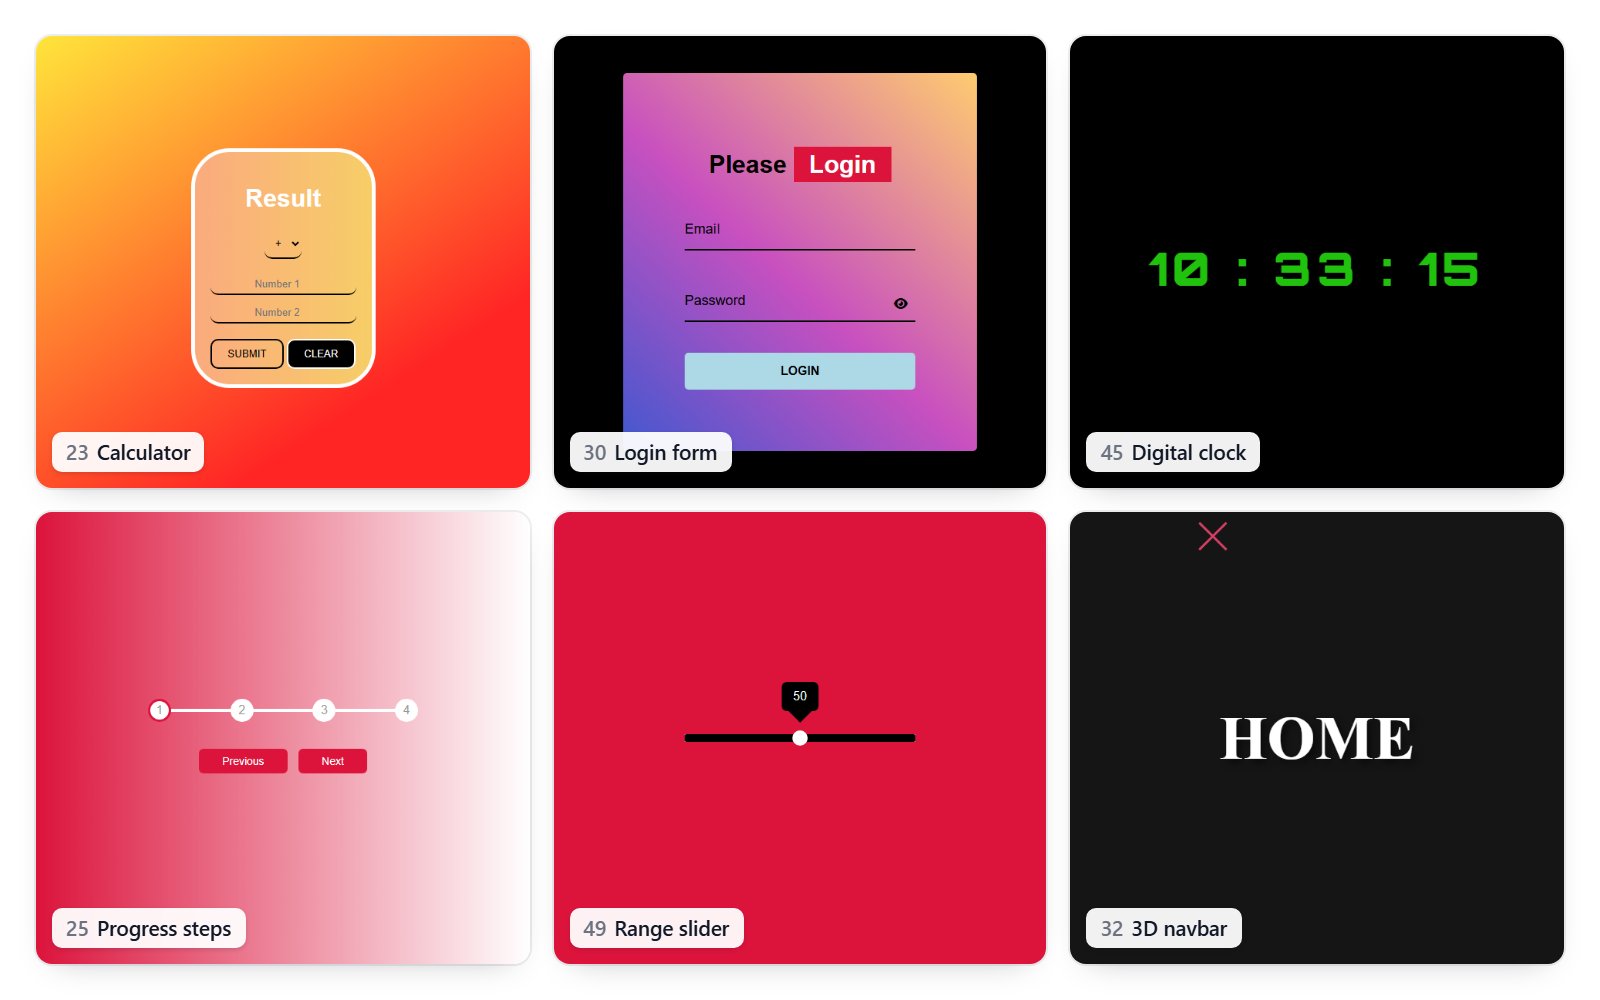 Result
+
Number 1
Number 2
SUBMIT CLEAR
23 Calculator
Please Login
Email
Password
LOGIN
30 Login form
10 : 33 : 15
45 Digital clock
1 2 3 4
Previous Next
25 Progress steps
50
49 Range slider
HOME
32 3D navbar